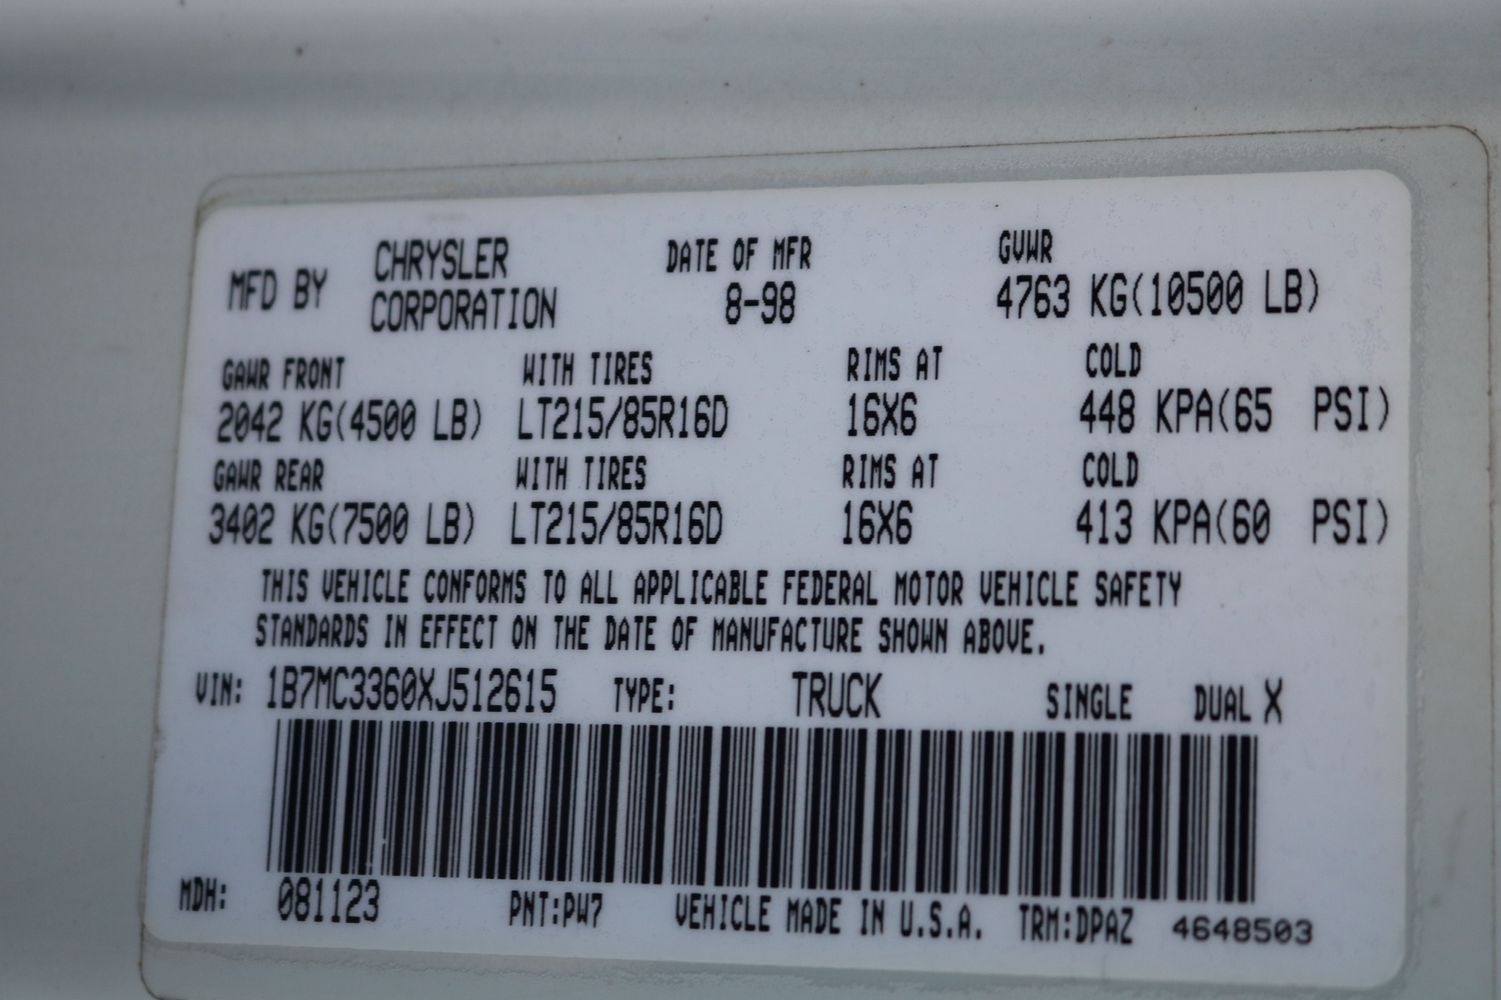 MFD BY CHRYSLER CORPORATION DATE OF MFR GVWR
8-98 4763 KG(10500 LB)
GAWR FRONT WITH TIRES RIMS AT COLD
2042 KG(4500 LB) LT215/85R16D 16X6 448 KPA(65 PSI)
GAWR REAR WITH TIRES RIMS AT COLD
3402 KG(7500 LB) LT215/85R16D 16X6 413 KPA(60 PSI)
THIS VEHICLE CONFORMS TO ALL APPLICABLE FEDERAL MOTOR VEHICLE SAFETY
STANDARDS IN EFFECT ON THE DATE OF MANUFACTURE SHOWN ABOVE.
VIN: 1B7MC3360XJ512615 TYPE: TRUCK SINGLE DUAL X
MDH: 081123 PNT:PW7 VEHICLE MADE IN U.S.A. TRM:DPAZ 4648503